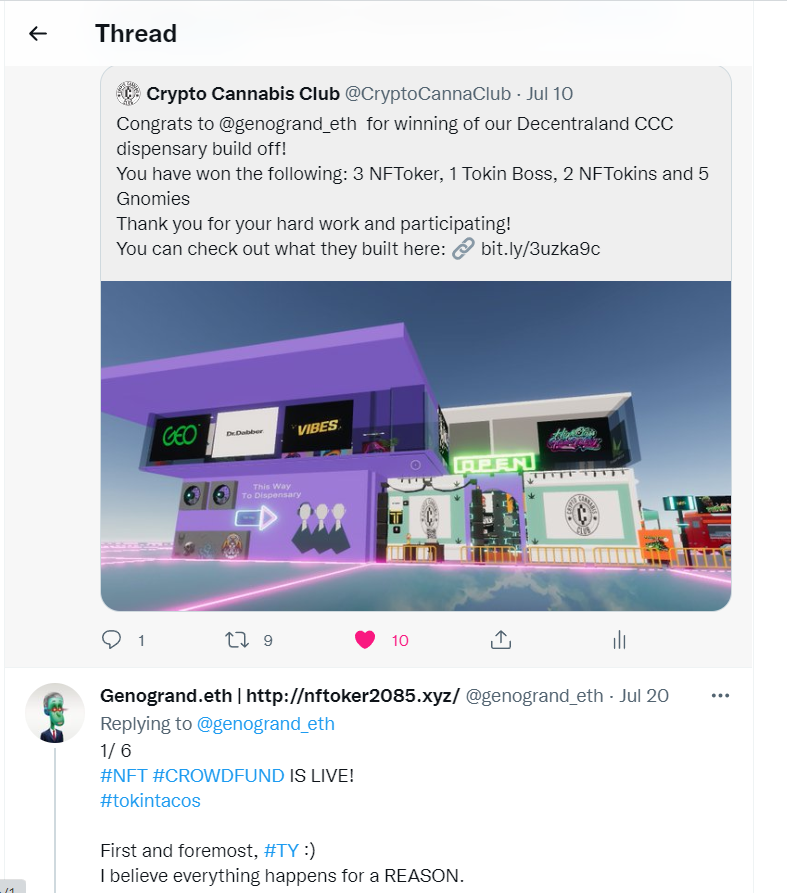 Thread
Crypto Cannabis Club @CryptoCannaClub · Jul 10
Congrats to @genogrand_eth for winning of our Decentraland CCC
dispensary build off!
You have won the following: 3 NFToker, 1 Tokin Boss, 2 NFTokins and 5
Gnomies
Thank you for your hard work and participating!
You can check out what they built here: 🔗 bit.ly/3uzka9c
GEO
Dr.Dabber
VIBES
OPEN
This Way
To Dispensary
CRYPTO CANNABIS
CLUB
1
9
10
Genogrand.eth | http://nftoker2085.xyz/ @genogrand_eth · Jul 20
Replying to @genogrand_eth
1/ 6
#NFT #CROWDFUND IS LIVE!
#tokintacos
First and foremost, #TY :)
I believe everything happens for a REASON.